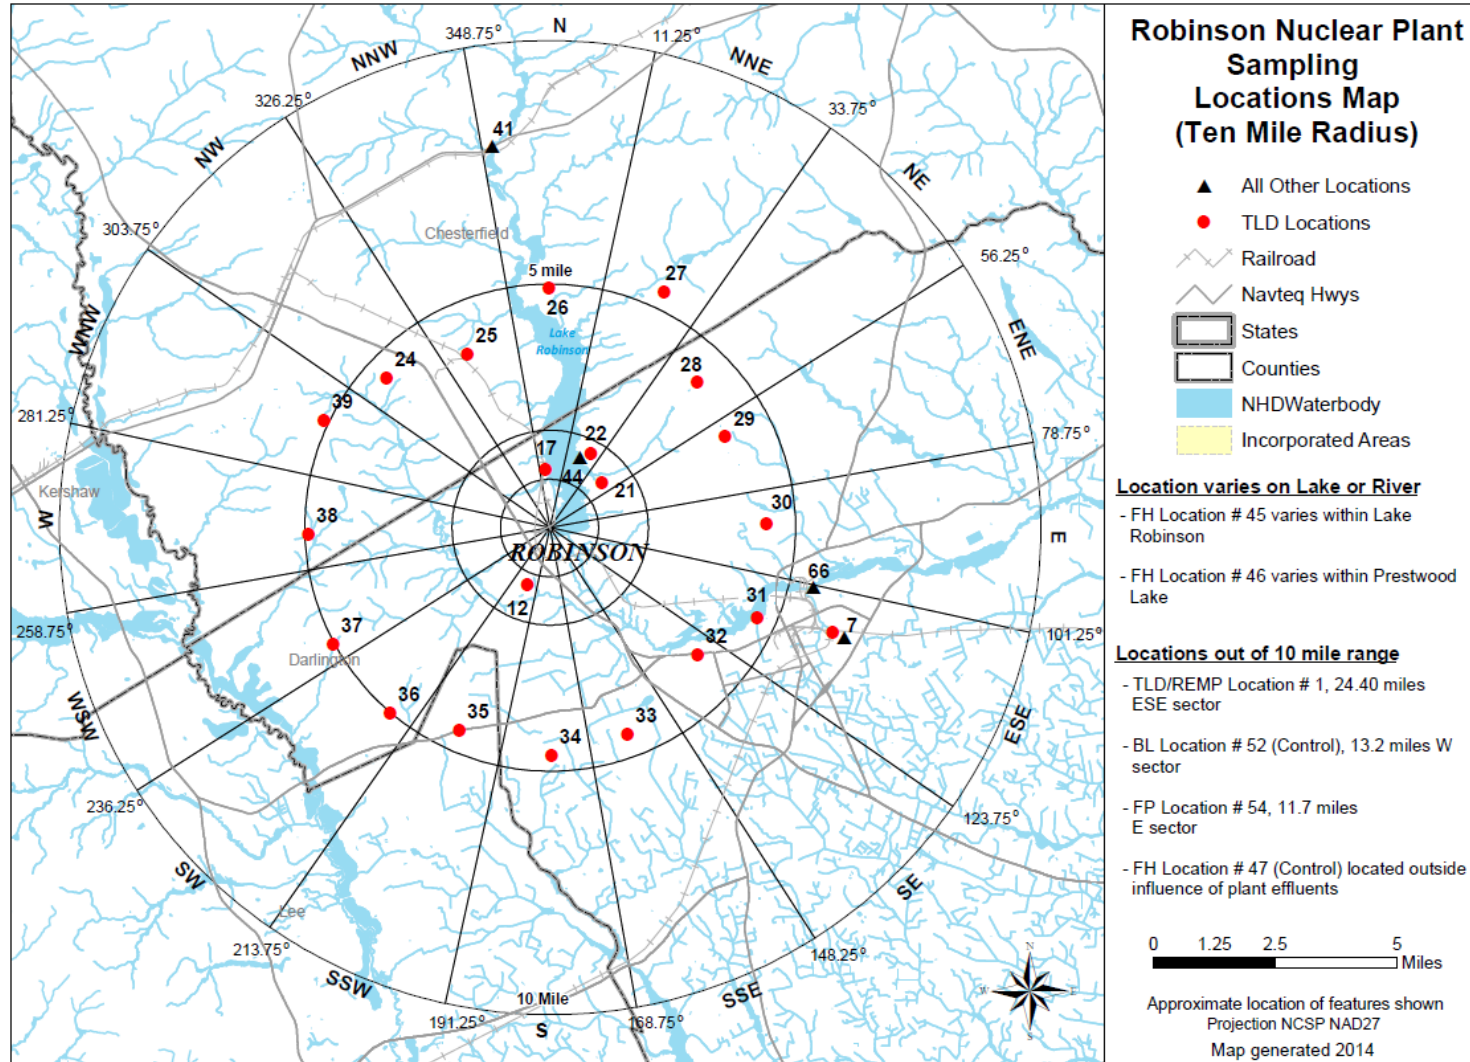 348.75°
N
11.25°
NNW
NNE
326.25°
33.75°
41
NW
NE
303.75°
Chesterfield
56.25°
5 mile
27
26
Lake
Robinson
WNW
ENE
25
24
28
39
281.25°
29
78.75°
22
17
44
21
Kershaw
W
38
30
E
ROBINSON
66
12
31
258.75°
37
7
101.25°
32
Darlington
WSW
36
35
34
33
ESE
236.25°
123.75°
SW
SE
Lee
213.75°
148.25°
SSW
SSE
10 Mile
191.25°
S
168.75°
N
W
E
S
Robinson Nuclear Plant
Sampling
Locations Map
(Ten Mile Radius)
All Other Locations
TLD Locations
Railroad
Navteq Hwys
States
Counties
NHDWaterbody
Incorporated Areas
Location varies on Lake or River
- FH Location # 45 varies within Lake
Robinson
- FH Location # 46 varies within Prestwood
Lake
Locations out of 10 mile range
- TLD/REMP Location # 1, 24.40 miles
ESE sector
- BL Location # 52 (Control), 13.2 miles W
sector
- FP Location # 54, 11.7 miles
E sector
- FH Location # 47 (Control) located outside
influence of plant effluents
0 1.25 2.5 5
Miles
Approximate location of features shown
Projection NCSP NAD27
Map generated 2014